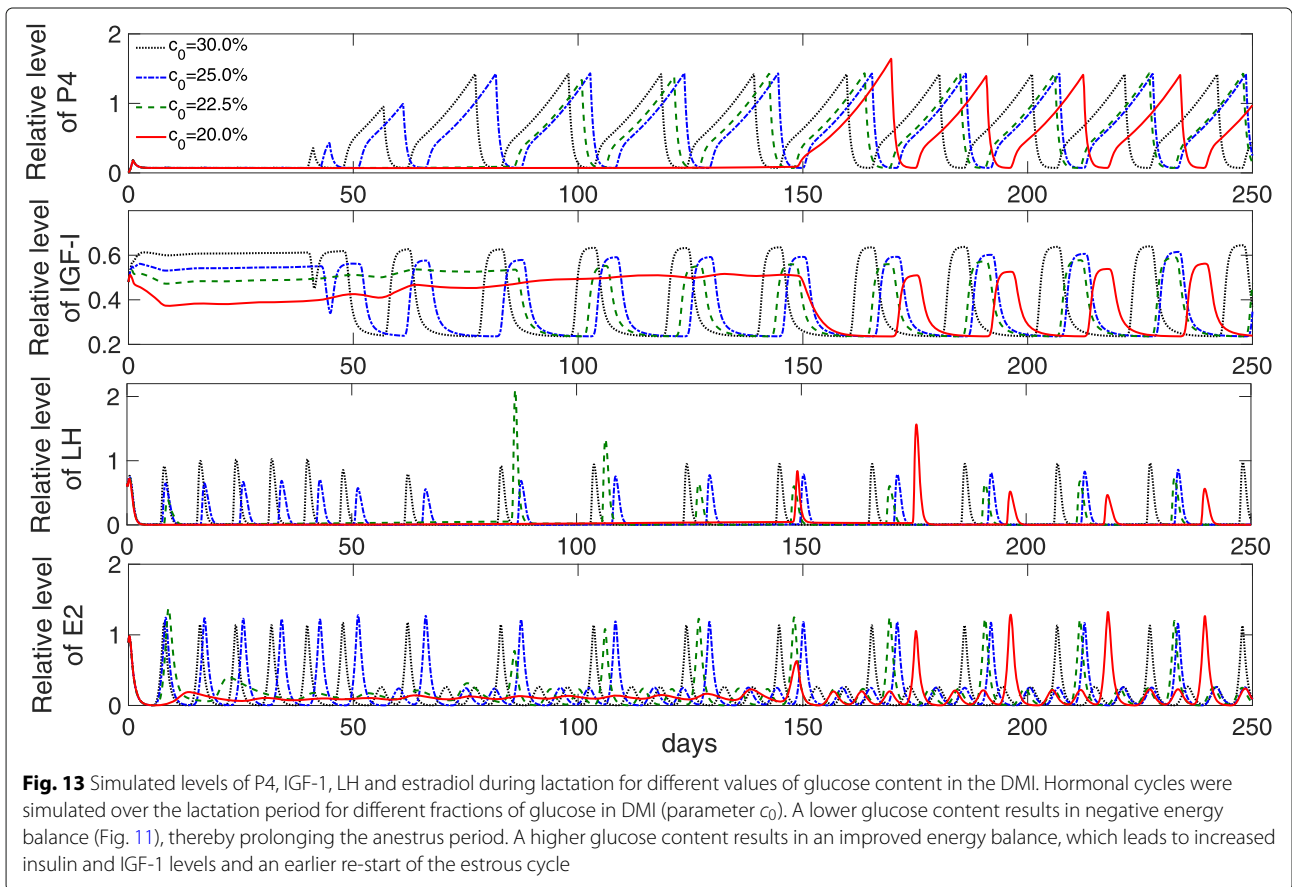 Relative level
of P4
2
1
0
c0=30.0%
c0=25.0%
c0=22.5%
c0=20.0%
0 50 100 150 200 250
Relative level
of IGF-I
0.6
0.4
0.2
0 50 100 150 200 250
Relative level
of LH
2
1
0
0 50 100 150 200 250
Relative level
of E2
2
1
0
0 50 100 150 200 250
days
Fig. 13 Simulated levels of P4, IGF-1, LH and estradiol during lactation for different values of glucose content in the DMI. Hormonal cycles were
simulated over the lactation period for different fractions of glucose in DMI (parameter c0). A lower glucose content results in negative energy
balance (Fig. 11), thereby prolonging the anestrus period. A higher glucose content results in an improved energy balance, which leads to increased
insulin and IGF-1 levels and an earlier re-start of the estrous cycle